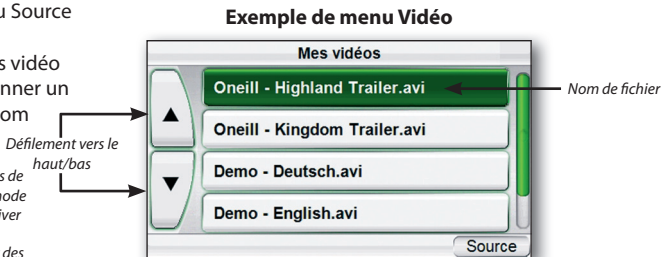 u Source
s vidéo
nner un
om
Défilement vers le
haut/bas
s de
node
iver
des
Exemple de menu Vidéo
Mes vidéos
Oneill - Highland Trailer.avi
Oneill - Kingdom Trailer.avi
Demo - Deutsch.avi
Demo - English.avi
Source
Nom de fichier